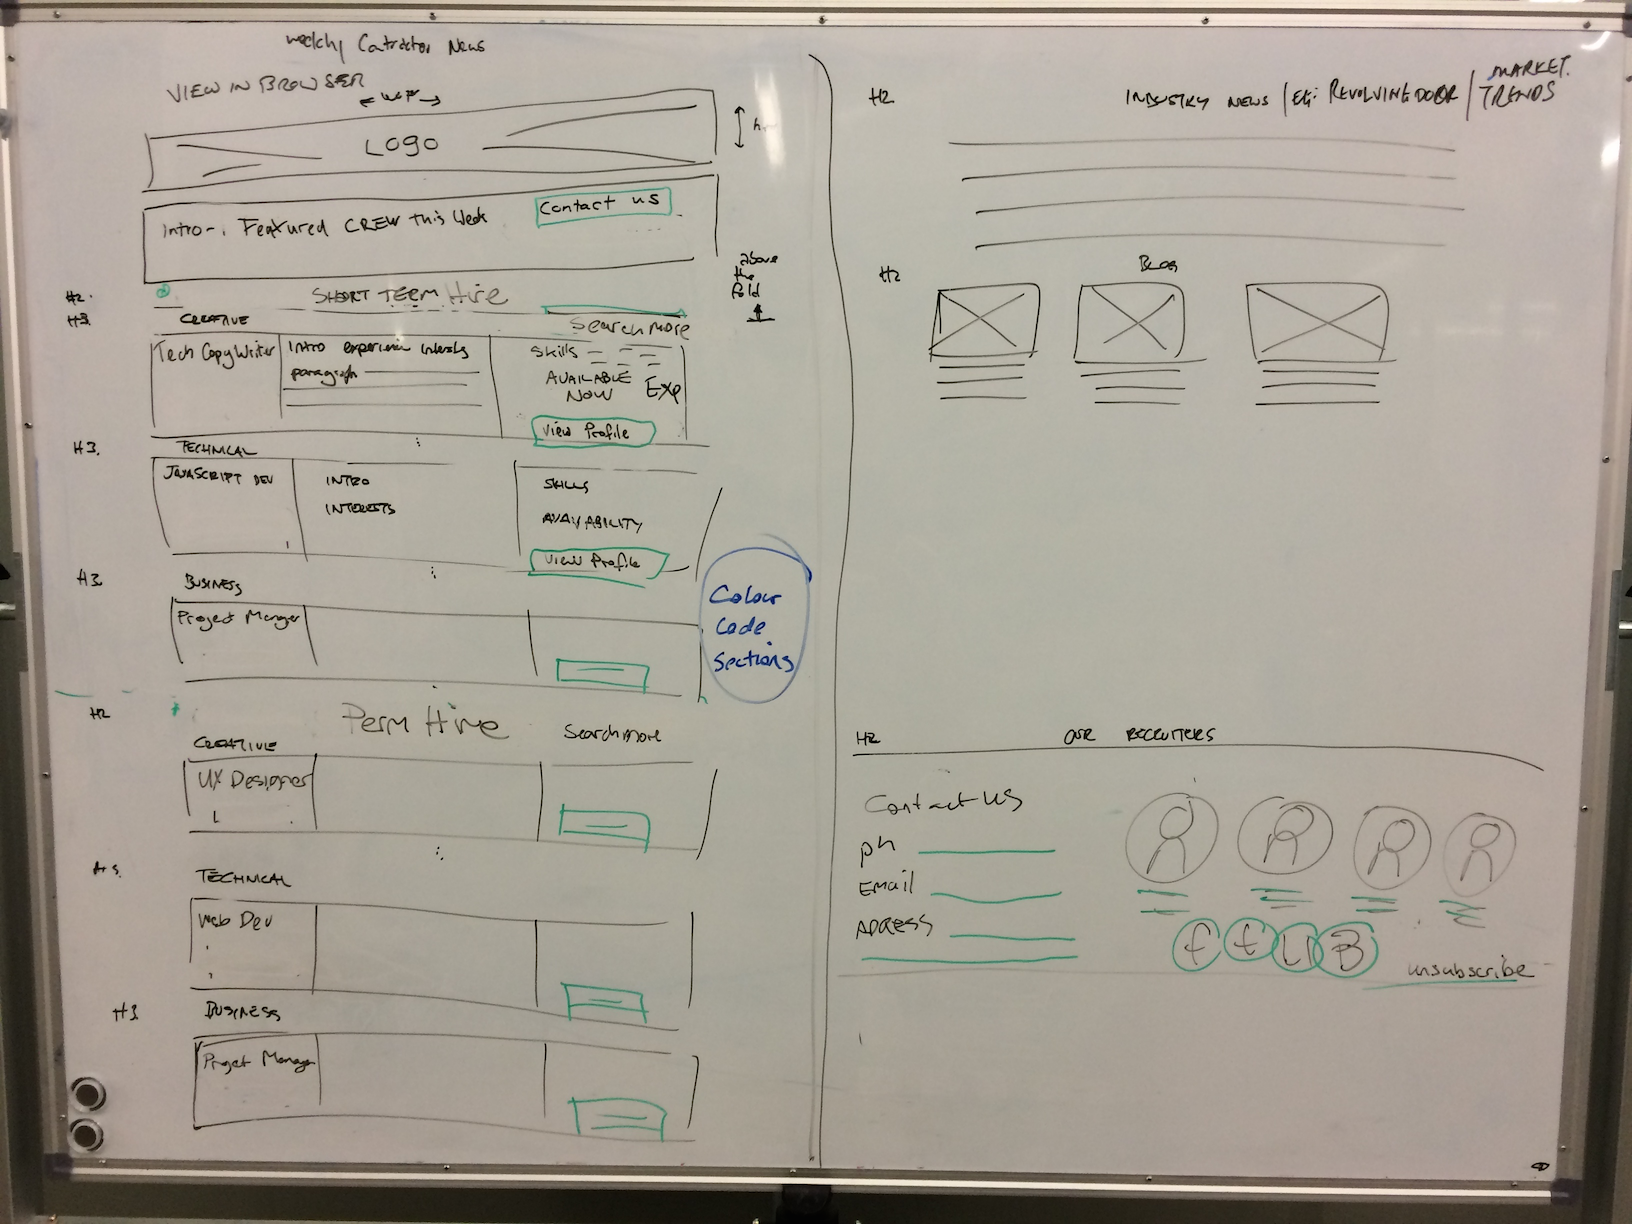 weekly Contractor News
VIEW IN BROWSER
LOGO
h
Intro-. Featured CREW this Week
Contact us
above
the
fold
H2.
SHORT TERM Hire
H3.
CREATIVE
Search more
Tech CopyWriter
Intro experience interests
paragraph
Skills
AVAILABLE
NOW
Exp
View Profile
H3.
TECHNICAL
JAVASCRIPT DEV
INTRO
INTERESTS
SKILLS
AVAYABILITY
View Profile
H3.
BUSINESS
Project Manger
Colour
Code
Sections
H2
Perm Hire
Search more
CREATIVE
UX Designer
TECHNICAL
Web Dev
H3.
BUSINESS
Project Manager
H2
INDUSTRY NEWS / EG: REVOLVING DOOR / MARKET.
TRENDS
H2
BLOG
H2
OUR RECRUITERS
Contact us
ph
Email
ADRESS
f t U B
unsubscribe